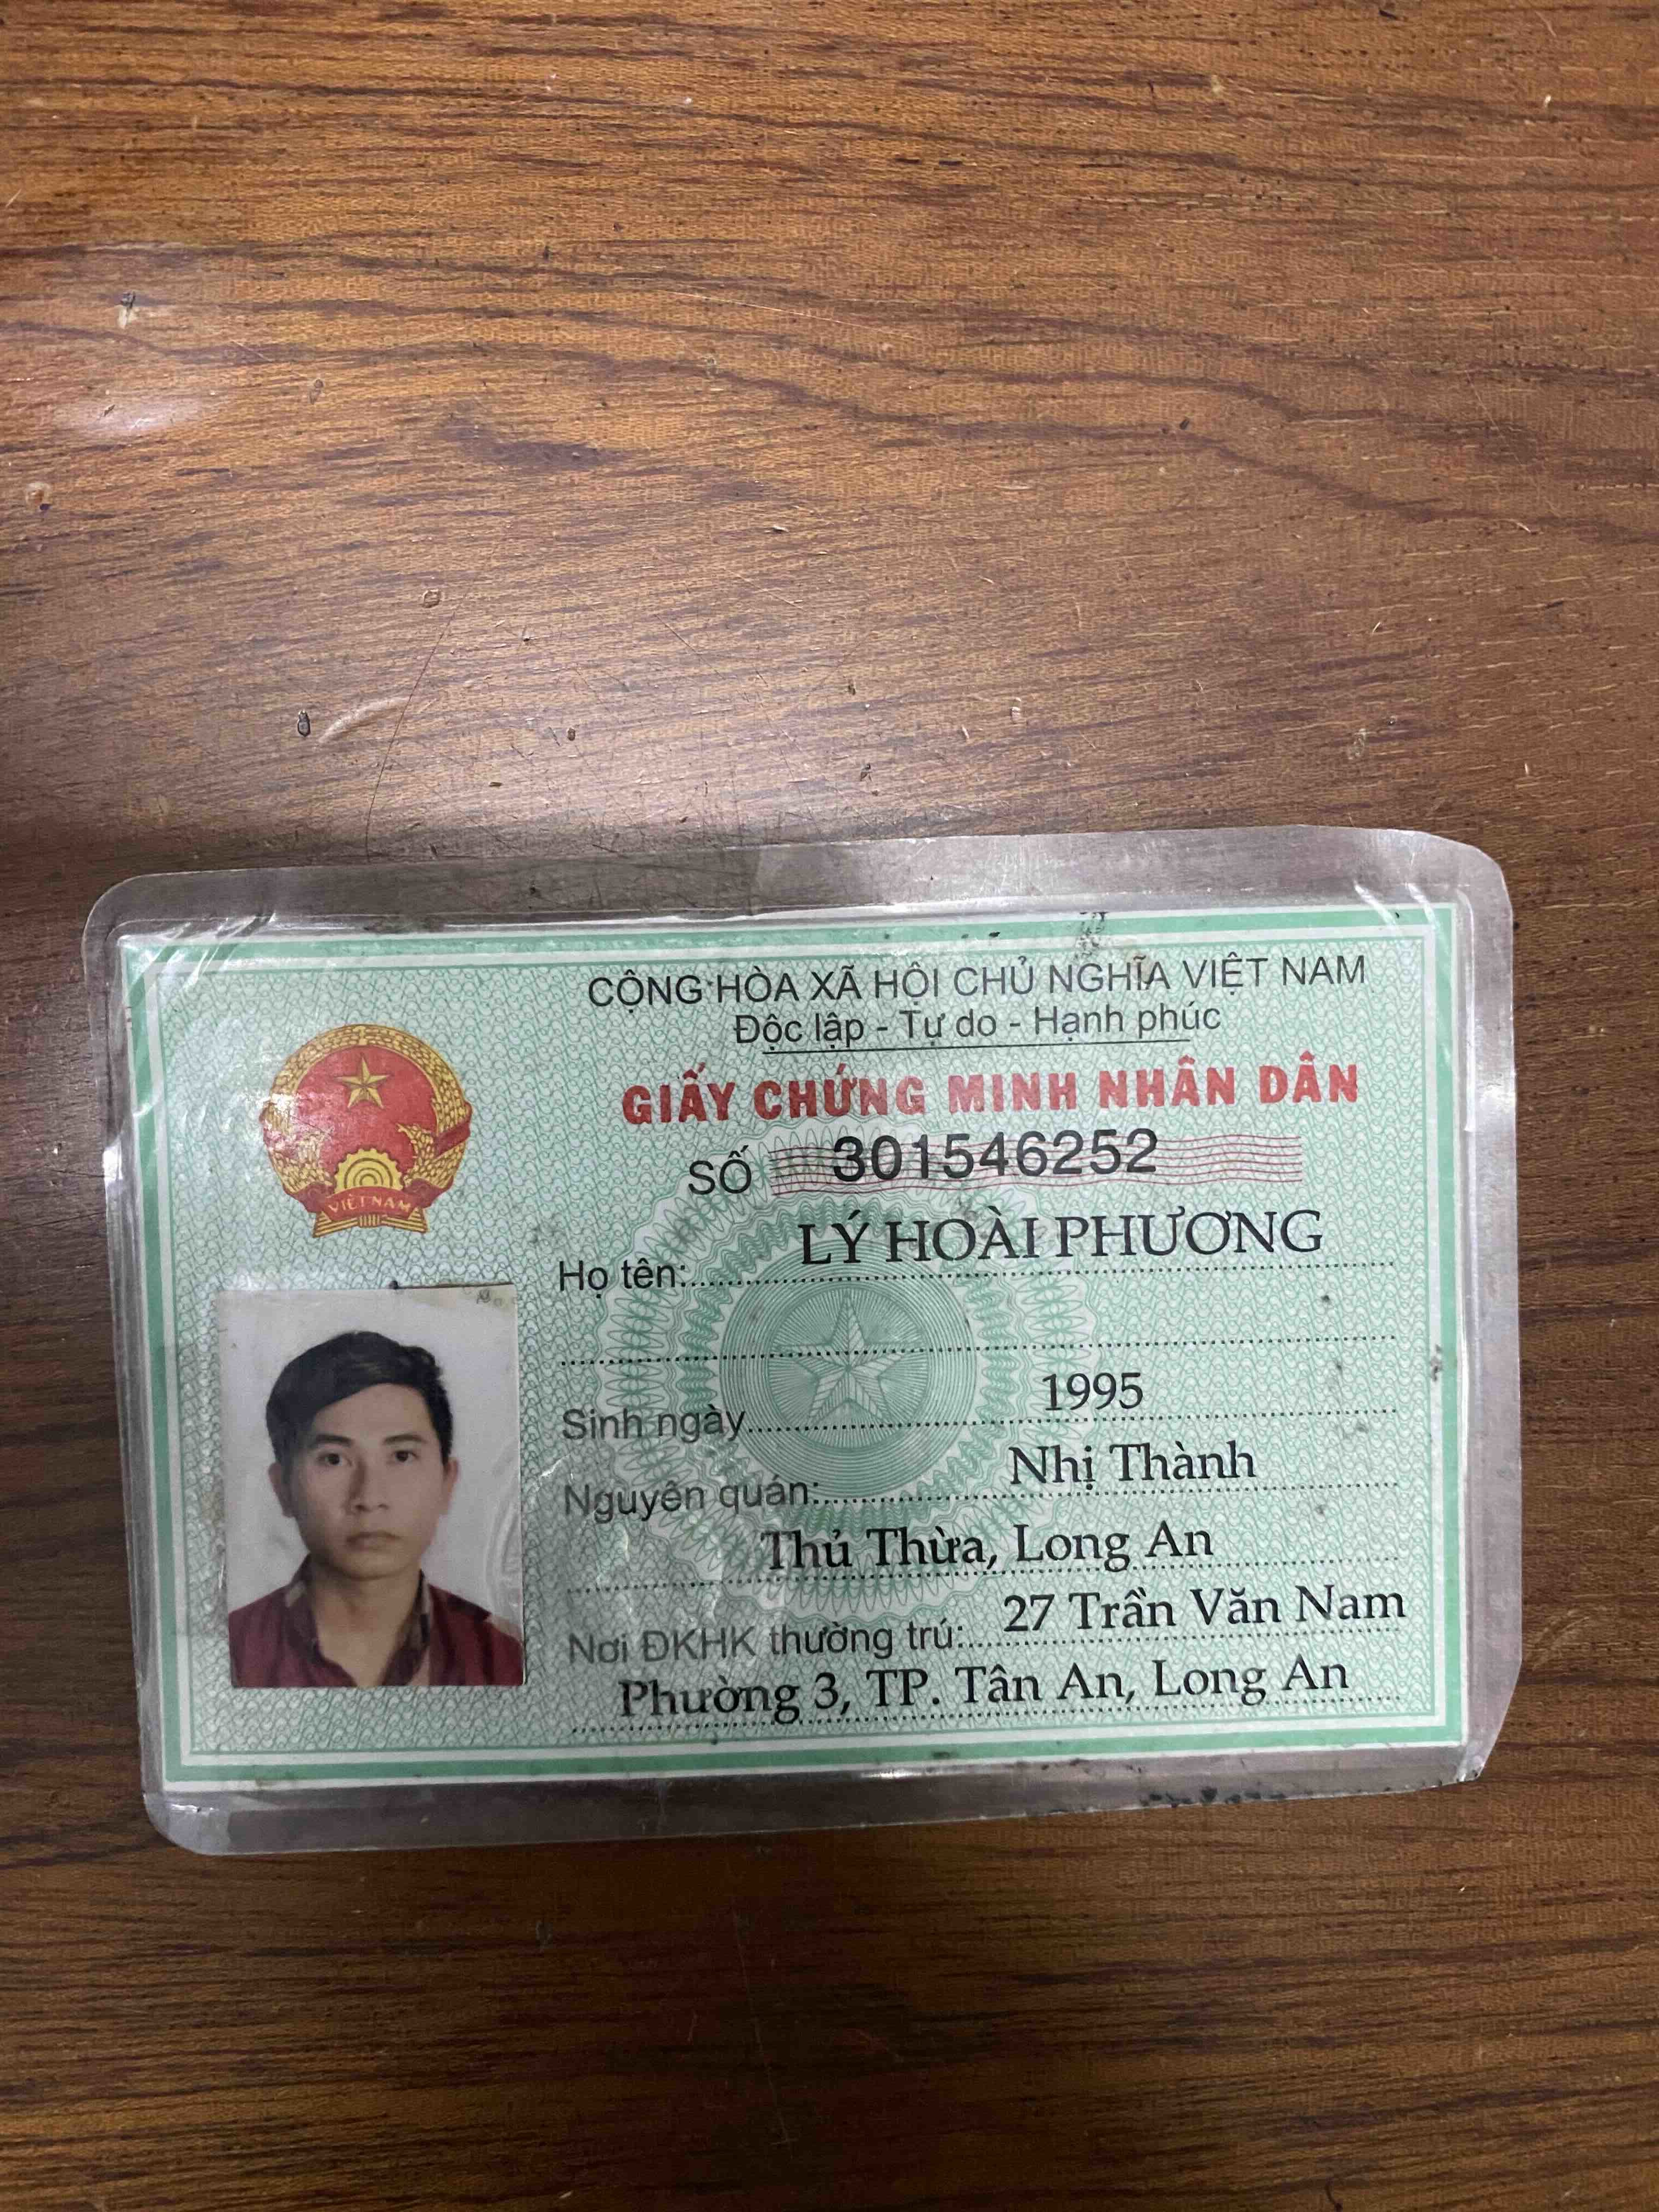 CỘNG HÒA XÃ HỘI CHỦ NGHĨA VIỆT NAM
Độc lập - Tự do - Hạnh phúc
GIẤY CHỨNG MINH NHÂN DÂN
SỐ 301546252
VIỆT NAM
Họ tên: LÝ HOÀI PHƯƠNG
Sinh ngày 1995
Nguyên quán: Nhị Thành
Thủ Thừa, Long An
Nơi ĐKHK thường trú: 27 Trần Văn Nam
Phường 3, TP. Tân An, Long An